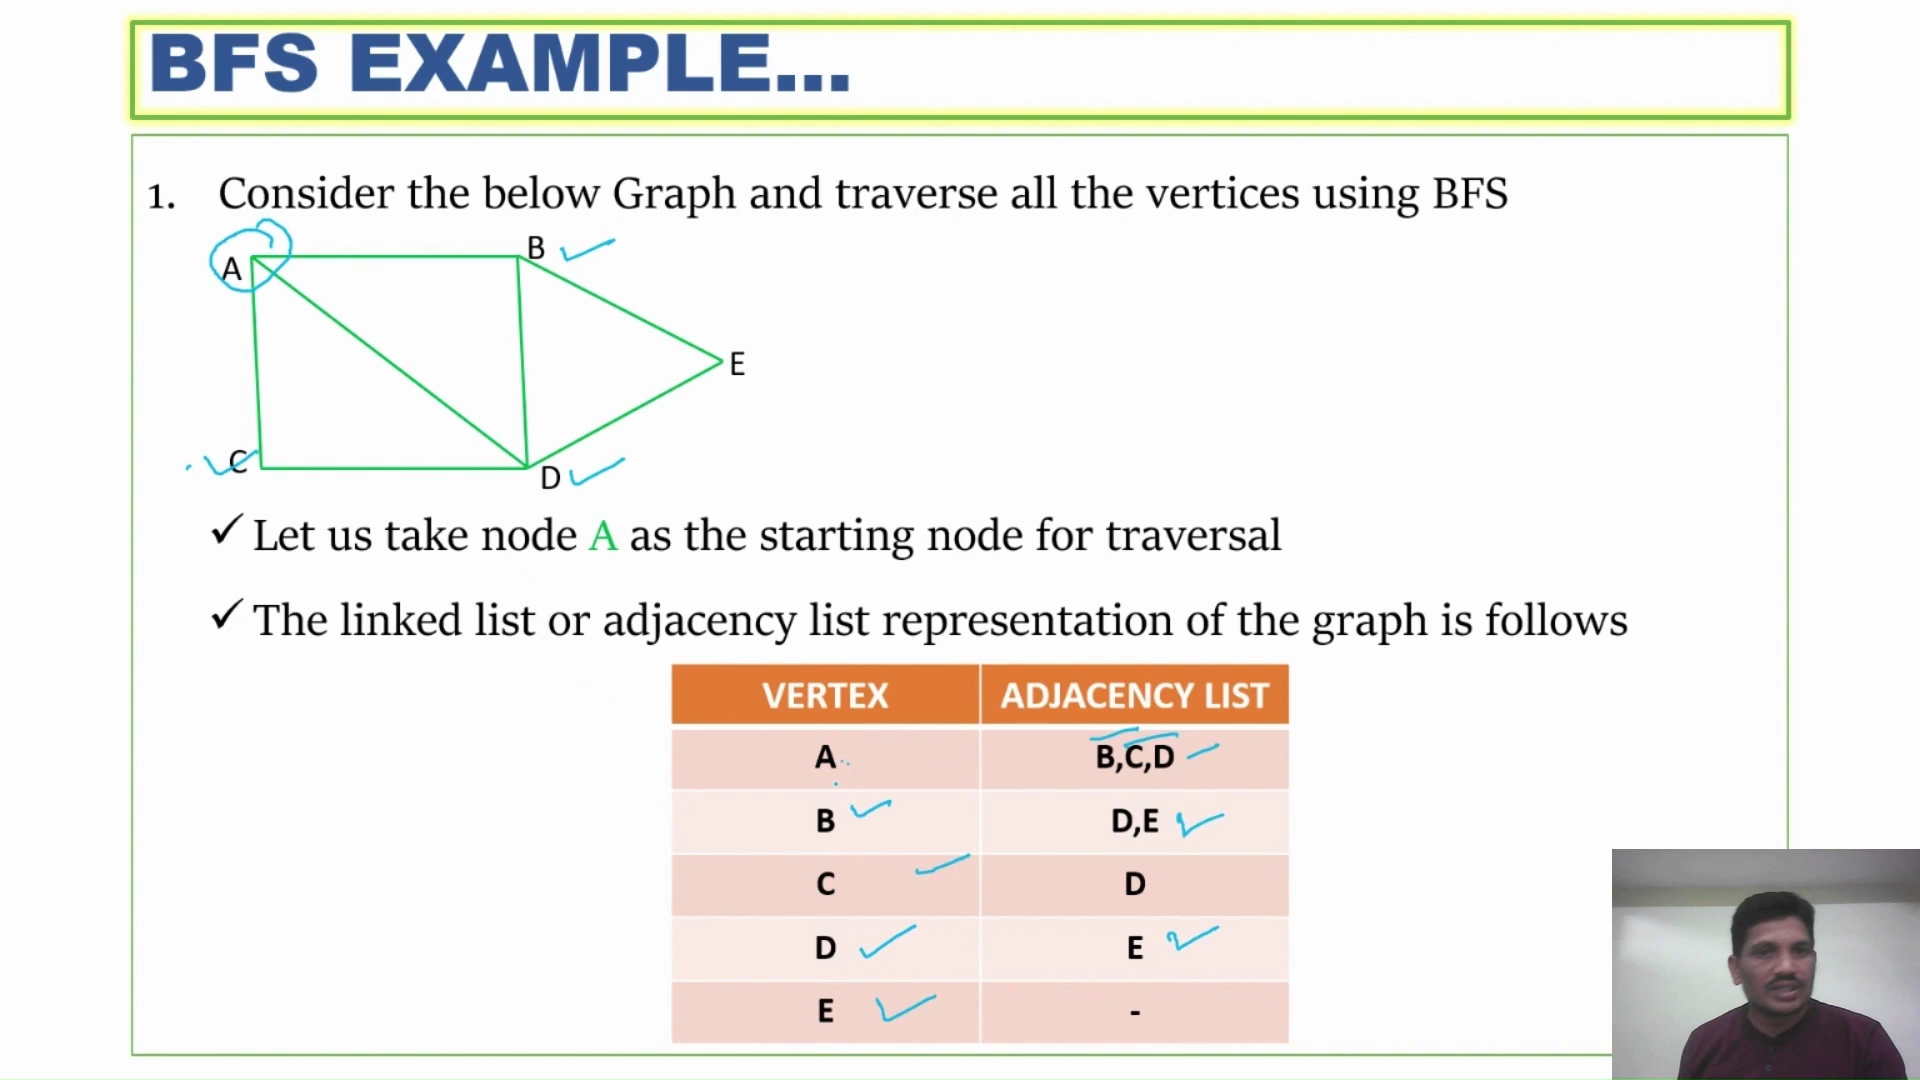 BFS EXAMPLE...
1. Consider the below Graph and traverse all the vertices using BFS
A
B
E
C
D
✓ Let us take node A as the starting node for traversal
✓ The linked list or adjacency list representation of the graph is follows
VERTEX ADJACENCY LIST
A B,C,D
B D,E
C D
D E
E -